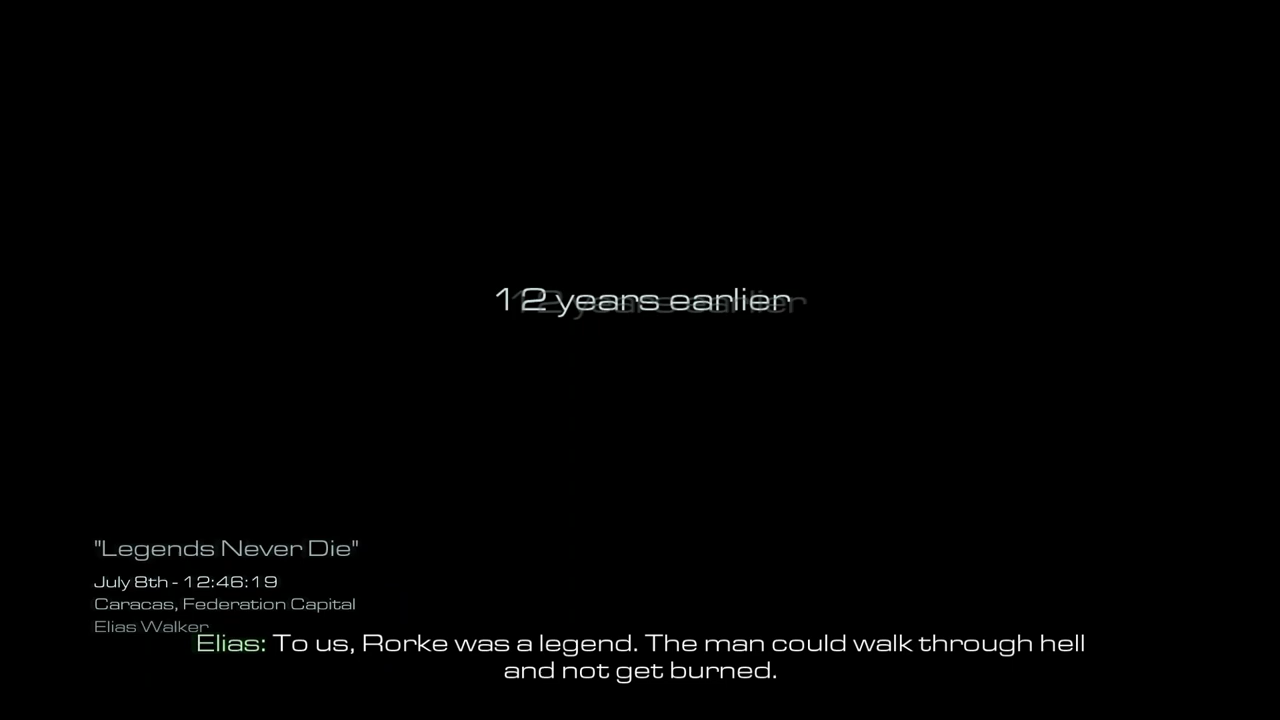 12 years earlier
"Legends Never Die"
July 8th - 12:46:19
Caracas, Federation Capital
Elias Walker
Elias: To us, Rorke was a legend. The man could walk through hell
and not get burned.